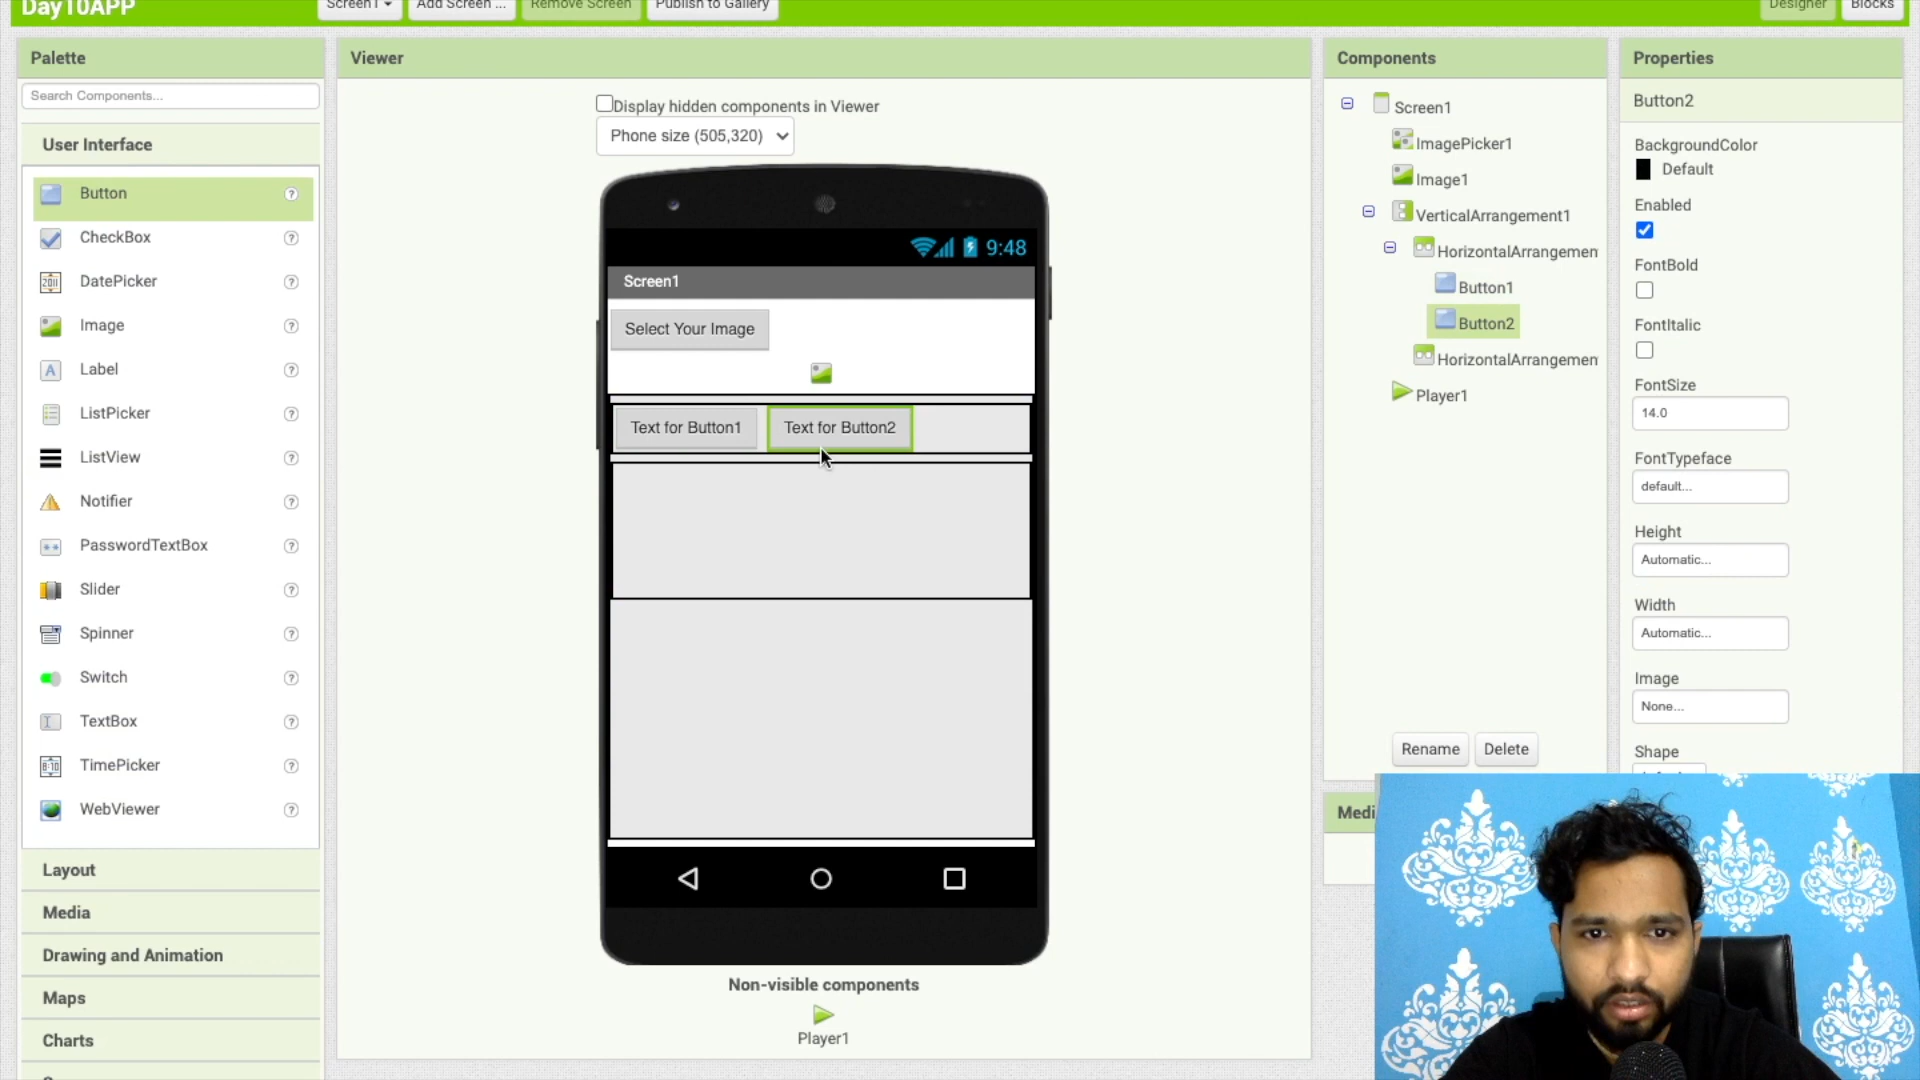 Day10APP
Screen1
Add Screen ...
Remove Screen
Publish to Gallery
Designer
Blocks
Palette
Search Components...
User Interface
Button
CheckBox
DatePicker
Image
Label
ListPicker
ListView
Notifier
PasswordTextBox
Slider
Spinner
Switch
TextBox
TimePicker
WebViewer
Layout
Media
Drawing and Animation
Maps
Charts
Viewer
Display hidden components in Viewer
Phone size (505,320)
9:48
Screen1
Select Your Image
Text for Button1
Text for Button2
Non-visible components
Player1
Components
Screen1
ImagePicker1
Image1
VerticalArrangement1
HorizontalArrangemen
Button1
Button2
HorizontalArrangemen
Player1
Rename
Delete
Medi
Properties
Button2
BackgroundColor
Default
Enabled
FontBold
FontItalic
FontSize
14.0
FontTypeface
default...
Height
Automatic...
Width
Automatic...
Image
None...
Shape